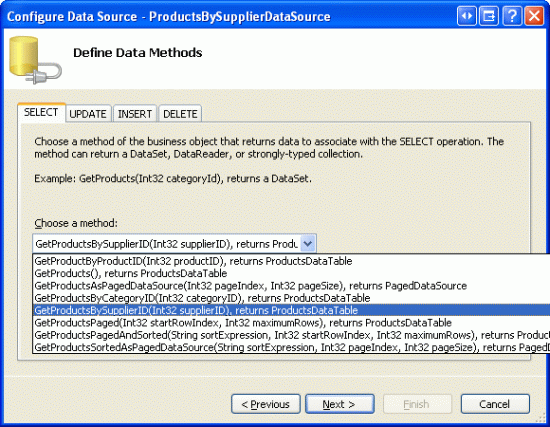 Configure Data Source - ProductsBySupplierDataSource
Define Data Methods
SELECT UPDATE INSERT DELETE
Choose a method of the business object that returns data to associate with the SELECT operation. The
method can return a DataSet, DataReader, or strongly-typed collection.
Example: GetProducts(Int32 categoryId), returns a DataSet.
Choose a method:
GetProductsBySupplierID(Int32 supplierID), returns Produ
GetProductByProductID(Int32 productID), returns ProductsDataTable
GetProducts(), returns ProductsDataTable
GetProductsAsPagedDataSource(Int32 pageIndex, Int32 pageSize), returns PagedDataSource
GetProductsByCategoryID(Int32 categoryID), returns ProductsDataTable
GetProductsBySupplierID(Int32 supplierID), returns ProductsDataTable
GetProductsPaged(Int32 startRowIndex, Int32 maximumRows), returns ProductsDataTable
GetProductsPagedAndSorted(String sortExpression, Int32 startRowIndex, Int32 maximumRows), returns Produc
GetProductsSortedAsPagedDataSource(String sortExpression, Int32 pageIndex, Int32 pageSize), returns PagedD
< Previous Next > Finish Cancel